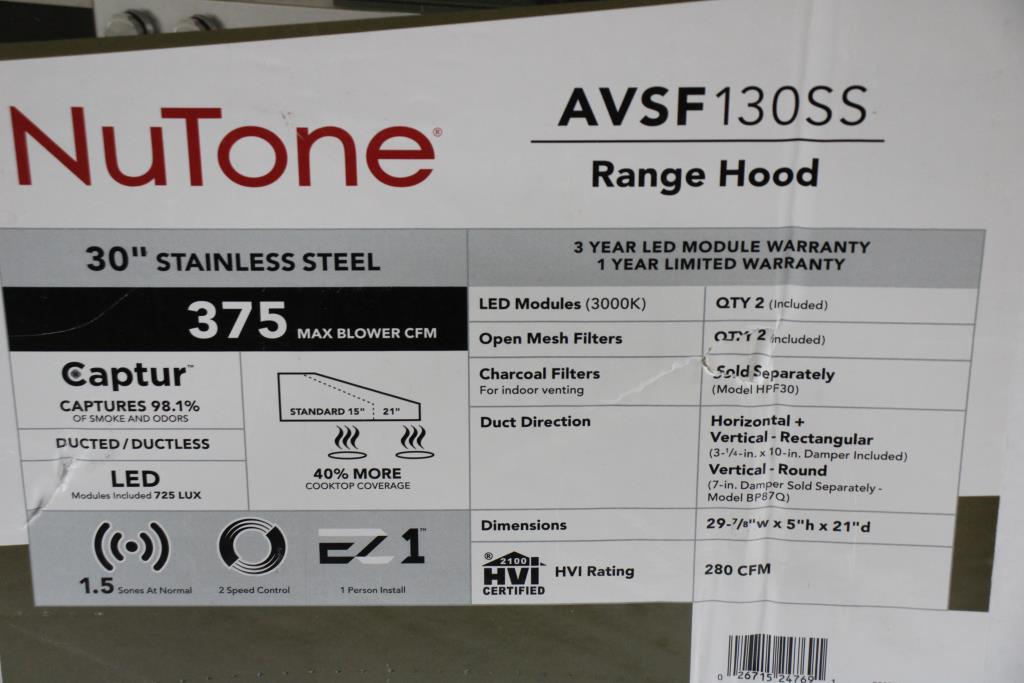 NuTone®
AVSF130SS
Range Hood
30" STAINLESS STEEL
375 MAX BLOWER CFM
Captur™
CAPTURES 98.1%
OF SMOKE AND ODORS
DUCTED / DUCTLESS
LED
Modules Included 725 LUX
STANDARD 15" 21"
40% MORE
COOKTOP COVERAGE
1.5 Sones At Normal
2 Speed Control
EZ1™
1 Person Install
3 YEAR LED MODULE WARRANTY
1 YEAR LIMITED WARRANTY
LED Modules (3000K) QTY 2 (Included)
Open Mesh Filters QTY 2 (included)
Charcoal Filters Sold Separately
For indoor venting (Model HPF30)
Duct Direction Horizontal +
Vertical - Rectangular
(3-1/4-in. x 10-in. Damper Included)
Vertical - Round
(7-in. Damper Sold Separately -
Model BP87Q)
Dimensions 29-7/8"w x 5"h x 21"d
® 2100
HVI
CERTIFIED
HVI Rating 280 CFM
0 26715 24769 1